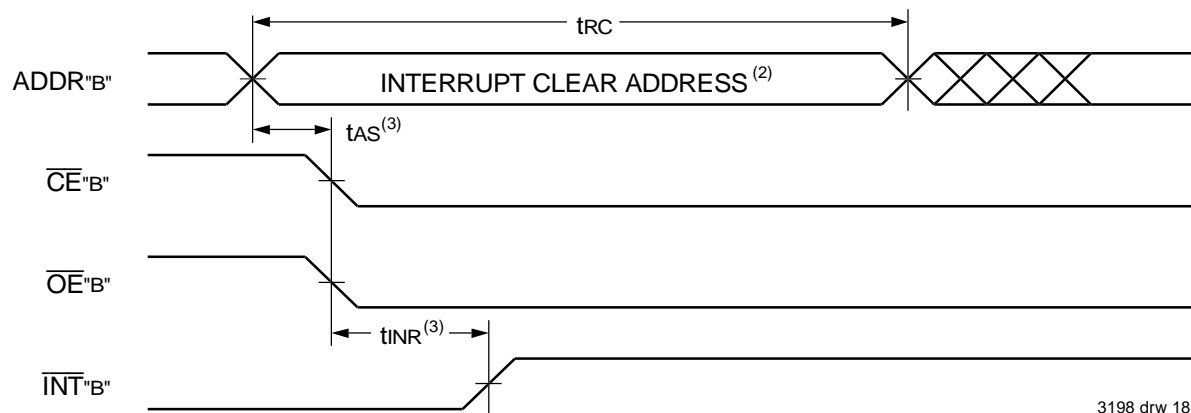 tRC
ADDR"B"
INTERRUPT CLEAR ADDRESS(2)
tAS(3)
CE"B"
OE"B"
tINR(3)
INT"B"
3198 drw 18